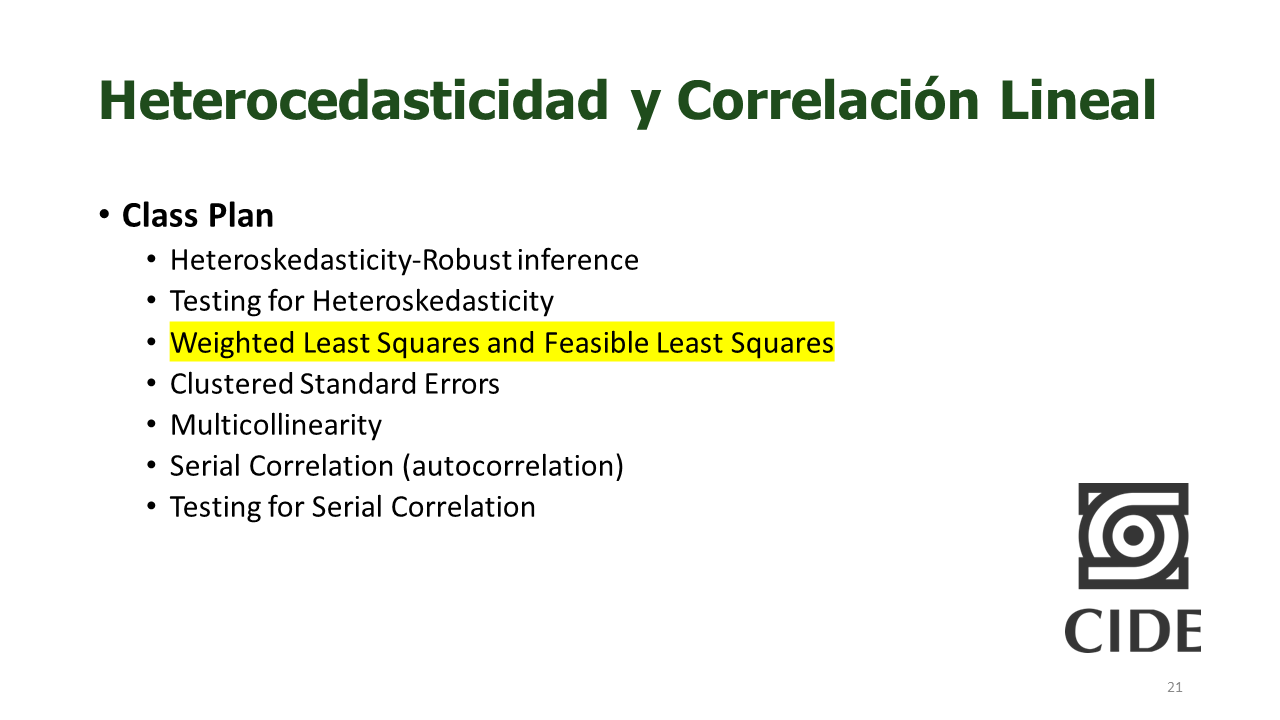 Heterocedasticidad y Correlación Lineal
• Class Plan
• Heteroskedasticity-Robust inference
• Testing for Heteroskedasticity
• Weighted Least Squares and Feasible Least Squares
• Clustered Standard Errors
• Multicollinearity
• Serial Correlation (autocorrelation)
• Testing for Serial Correlation
CIDE
21